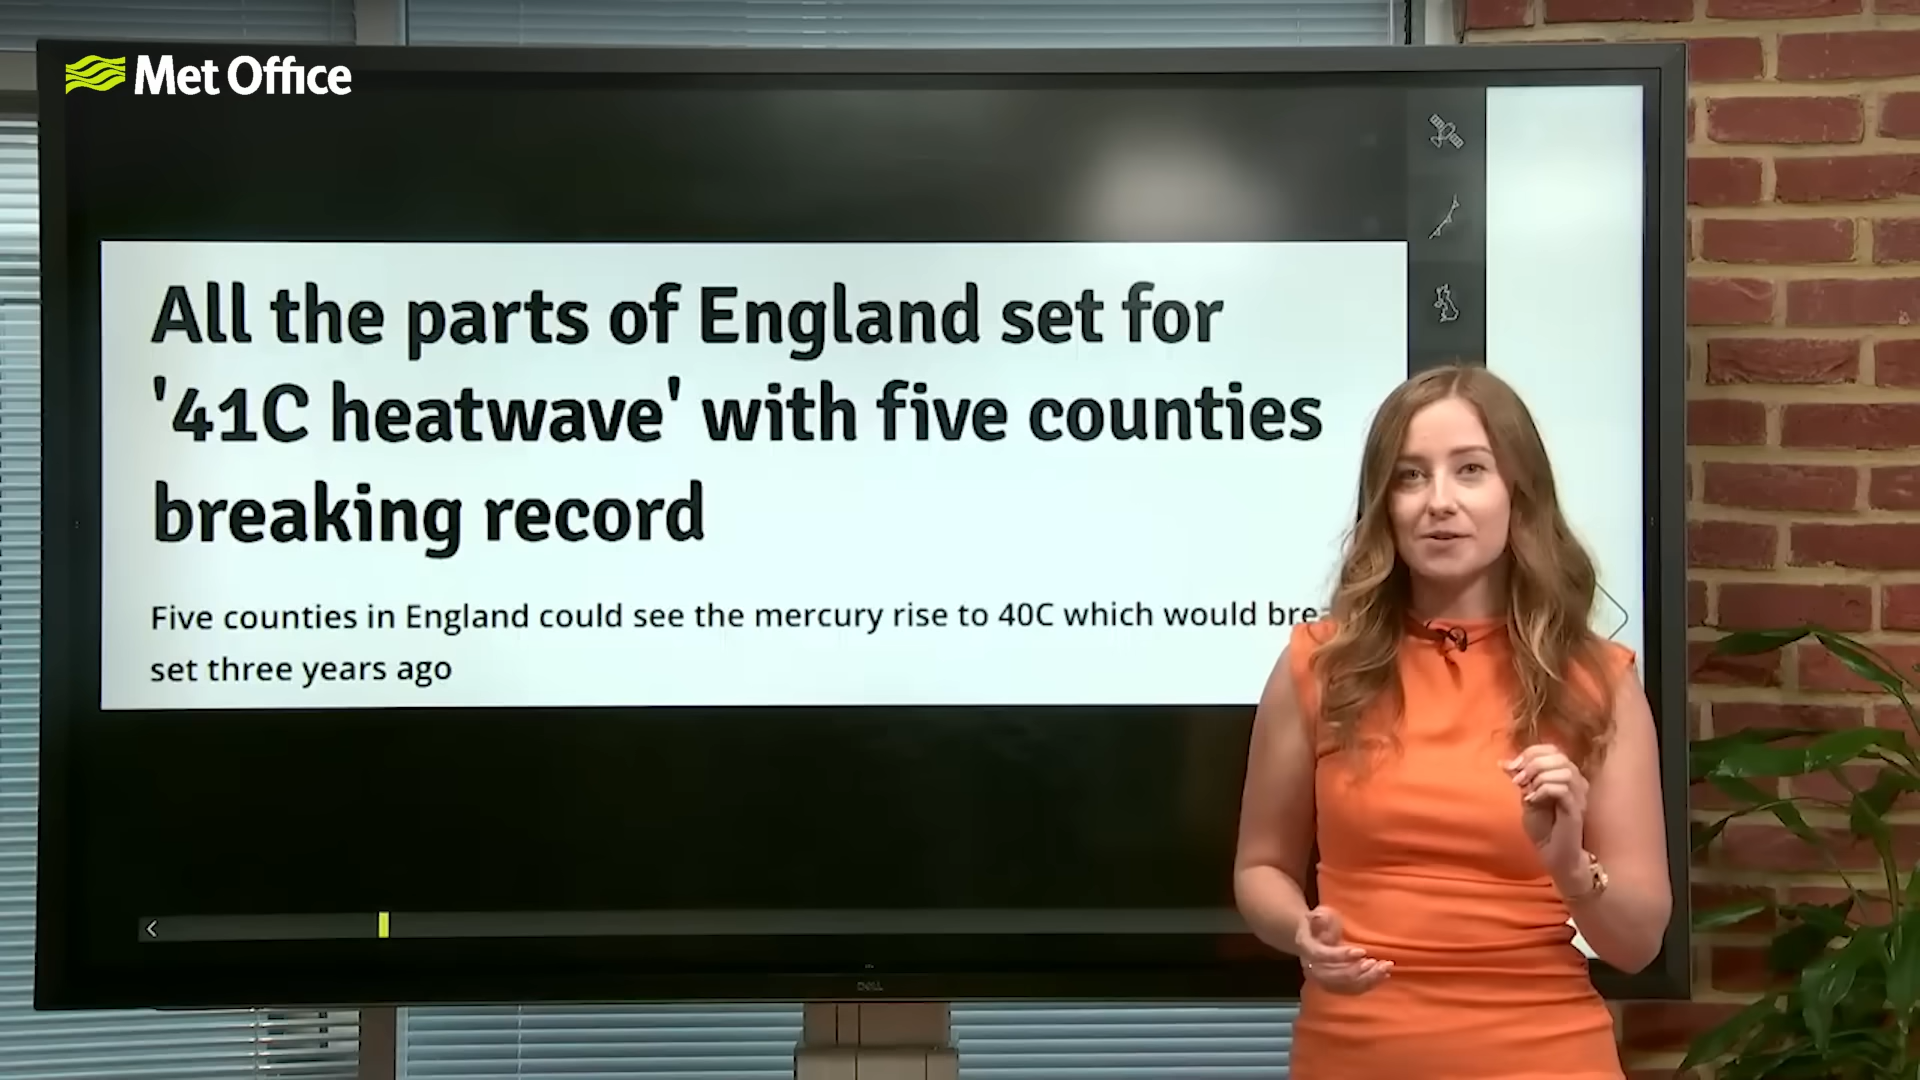 Met Office
All the parts of England set for
'41C heatwave' with five counties
breaking record
Five counties in England could see the mercury rise to 40C which would
set three years ago
DELL